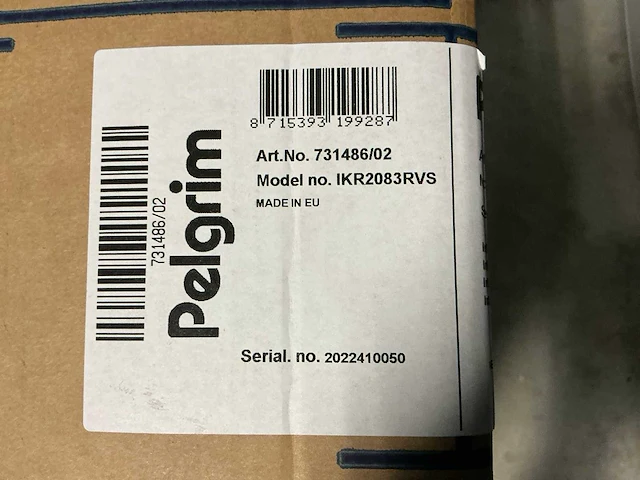 8 715393 199287
Art.No. 731486/02
Model no. IKR2083RVS
MADE IN EU
731486/02
Pelgrim
Serial. no. 2022410050